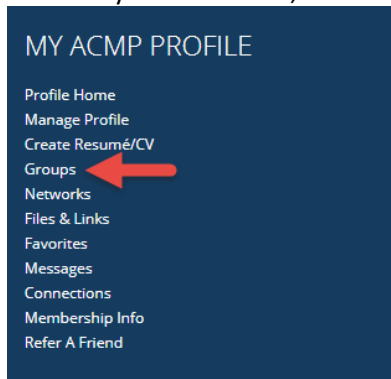 MY ACMP PROFILE
Profile Home
Manage Profile
Create Resumé/CV
Groups
Networks
Files & Links
Favorites
Messages
Connections
Membership Info
Refer A Friend